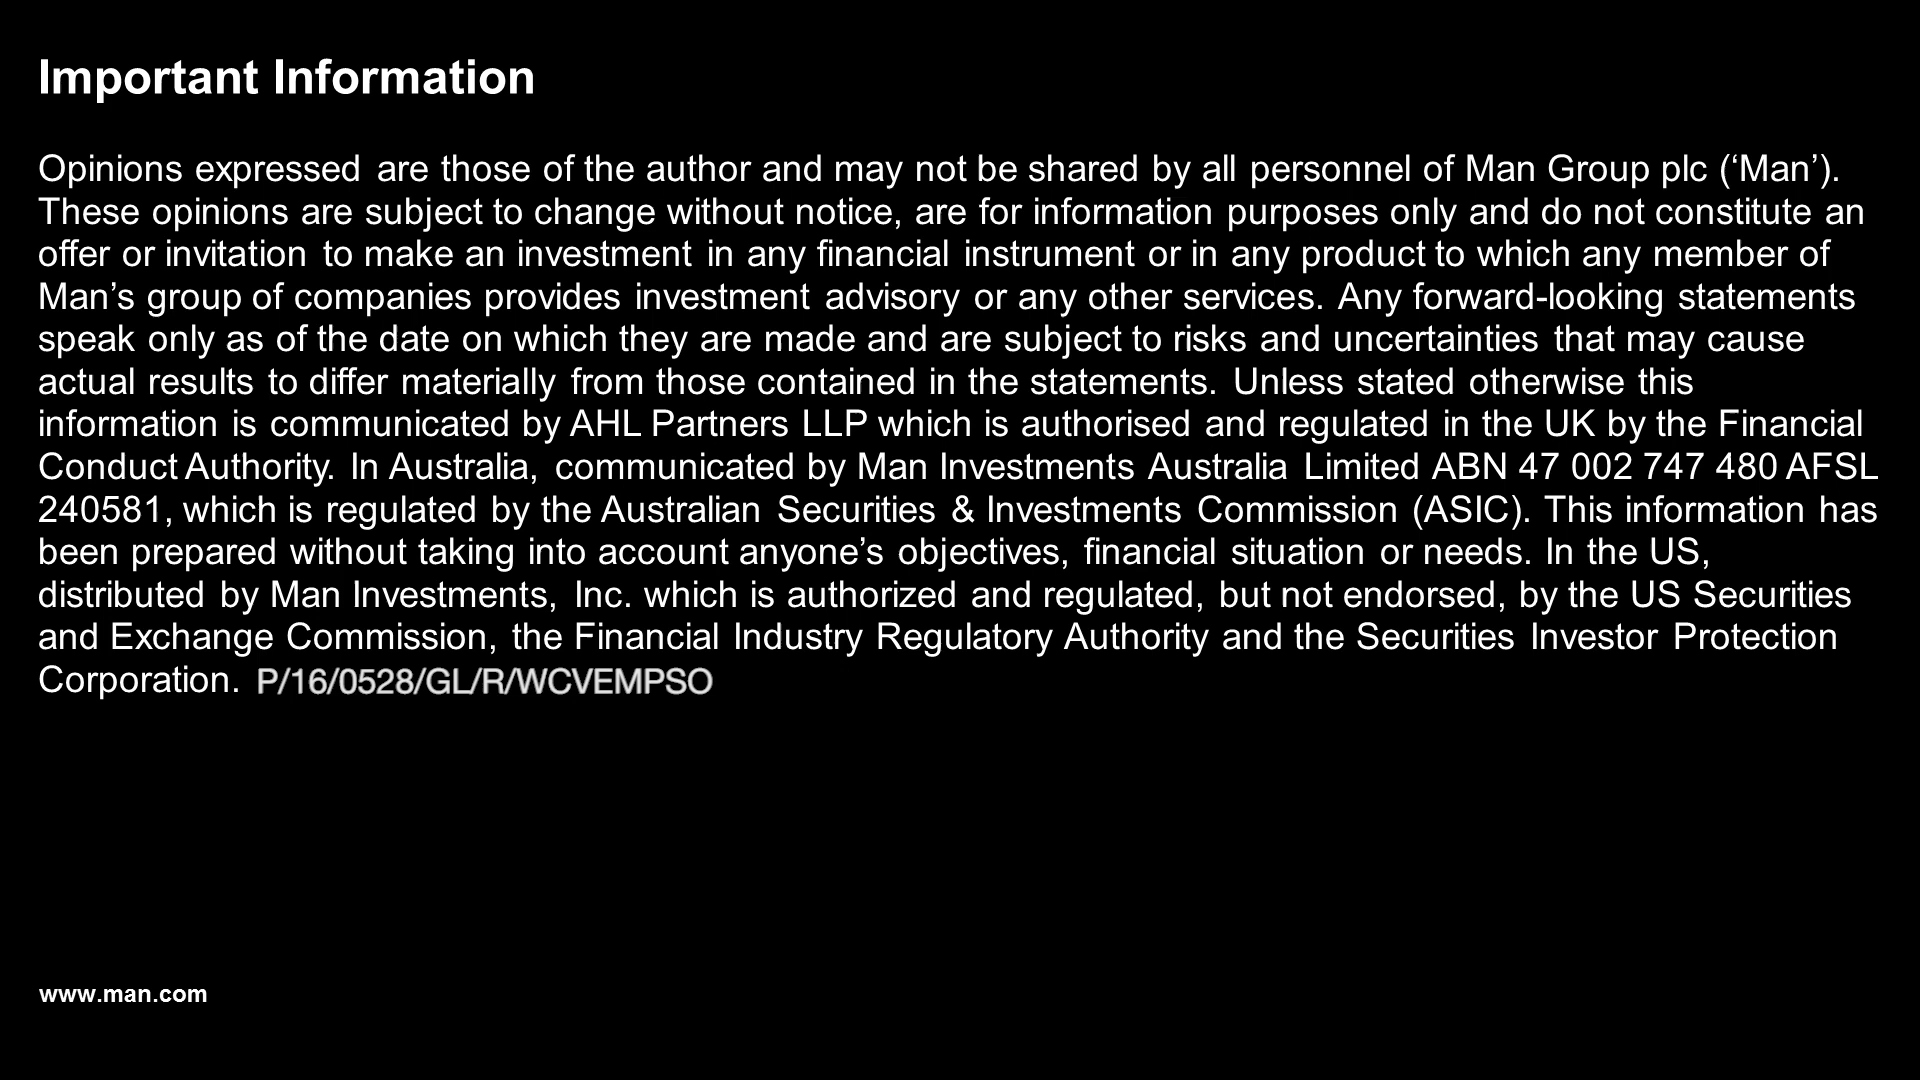 Important Information
Opinions expressed are those of the author and may not be shared by all personnel of Man Group plc (‘Man’).
These opinions are subject to change without notice, are for information purposes only and do not constitute an
offer or invitation to make an investment in any financial instrument or in any product to which any member of
Man’s group of companies provides investment advisory or any other services. Any forward-looking statements
speak only as of the date on which they are made and are subject to risks and uncertainties that may cause
actual results to differ materially from those contained in the statements. Unless stated otherwise this
information is communicated by AHL Partners LLP which is authorised and regulated in the UK by the Financial
Conduct Authority. In Australia, communicated by Man Investments Australia Limited ABN 47 002 747 480 AFSL
240581, which is regulated by the Australian Securities & Investments Commission (ASIC). This information has
been prepared without taking into account anyone’s objectives, financial situation or needs. In the US,
distributed by Man Investments, Inc. which is authorized and regulated, but not endorsed, by the US Securities
and Exchange Commission, the Financial Industry Regulatory Authority and the Securities Investor Protection
Corporation. P/16/0528/GL/R/WCVEMPSO
www.man.com